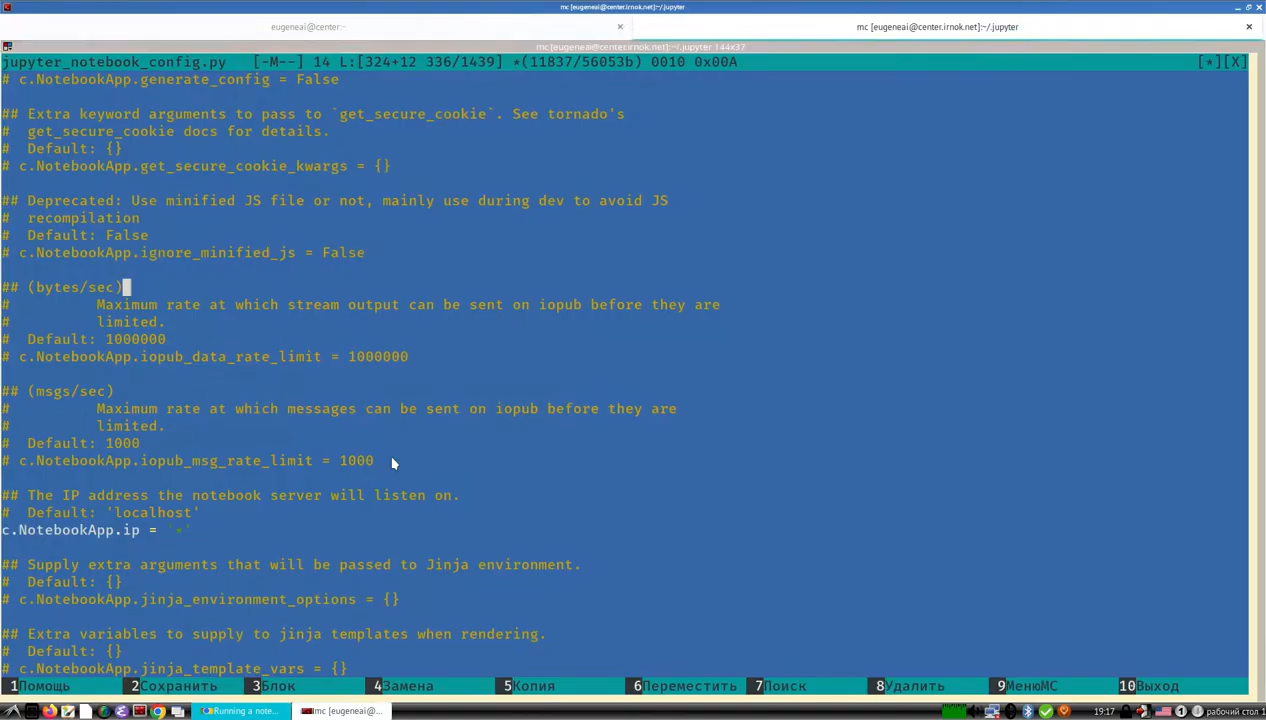 mc [eugeneai@center.irnok.net]:~/.jupyter
eugeneai@center:~
mc [eugeneai@center.irnok.net]:~/.jupyter
mc [eugeneai@center.irnok.net]:~/.jupyter 144x37
jupyter_notebook_config.py [-M--] 14 L:[324+12 336/1439] *(11837/56053b) 0010 0x00A [*][X]
# c.NotebookApp.generate_config = False
## Extra keyword arguments to pass to `get_secure_cookie`. See tornado's
# get_secure_cookie docs for details.
# Default: {}
# c.NotebookApp.get_secure_cookie_kwargs = {}
## Deprecated: Use minified JS file or not, mainly use during dev to avoid JS
# recompilation
# Default: False
# c.NotebookApp.ignore_minified_js = False
## (bytes/sec)
# Maximum rate at which stream output can be sent on iopub before they are
# limited.
# Default: 1000000
# c.NotebookApp.iopub_data_rate_limit = 1000000
## (msgs/sec)
# Maximum rate at which messages can be sent on iopub before they are
# limited.
# Default: 1000
# c.NotebookApp.iopub_msg_rate_limit = 1000
## The IP address the notebook server will listen on.
# Default: 'localhost'
c.NotebookApp.ip = '*'
## Supply extra arguments that will be passed to Jinja environment.
# Default: {}
# c.NotebookApp.jinja_environment_options = {}
## Extra variables to supply to jinja templates when rendering.
# Default: {}
# c.NotebookApp.jinja_template_vars = {}
1Помощь 2Сохранить 3Блок 4Замена 5Копия 6Переместить 7Поиск 8Удалить 9МенюMC 10Выход
Running a note... mc [eugeneai@... 19:17 рабочий стол 1